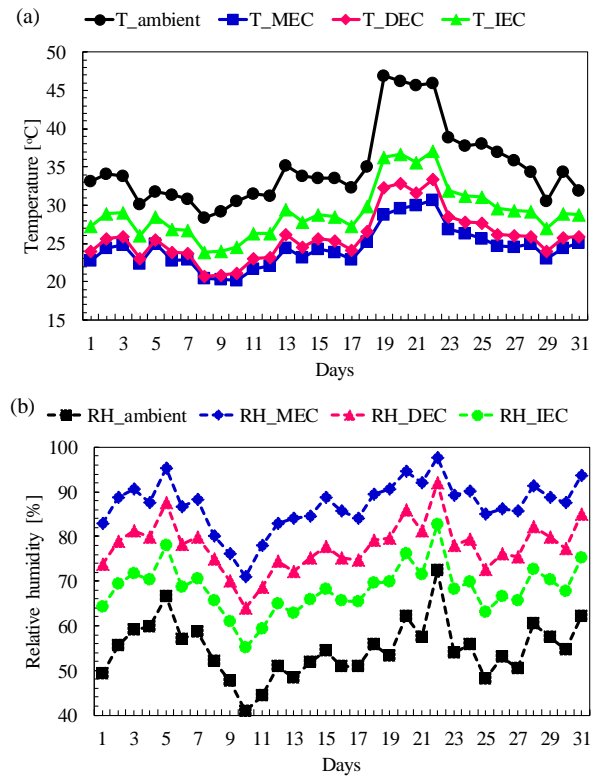 (a)
T_ambient T_MEC T_DEC T_IEC
Temperature [°C]
50
45
40
35
30
25
20
15
1 3 5 7 9 11 13 15 17 19 21 23 25 27 29 31
Days
(b)
RH_ambient RH_MEC RH_DEC RH_IEC
Relative humidity [%]
100
90
80
70
60
50
40
1 3 5 7 9 11 13 15 17 19 21 23 25 27 29 31
Days